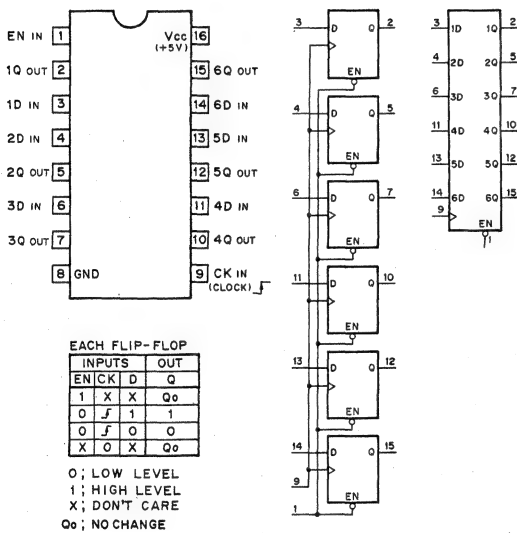 EN IN 1
1Q OUT 2
1D IN 3
2D IN 4
2Q OUT 5
3D IN 6
3Q OUT 7
8 GND
Vcc 16
(+5V)
15 6Q OUT
14 6D IN
13 5D IN
12 5Q OUT
11 4D IN
10 4Q OUT
9 CK IN
(CLOCK)
EACH FLIP-FLOP
INPUTS OUT
EN CK D Q
1 X X Qo
0 1 1
0 0 0
X 0 X Qo
0; LOW LEVEL
1; HIGH LEVEL
X; DON'T CARE
Qo; NO CHANGE
3 D Q 2
EN
4 D Q 5
EN
6 D Q 7
EN
11 D Q 10
EN
13 D Q 12
EN
14 D Q 15
9
EN
1
3 1D 1Q 2
4 2D 2Q 5
6 3D 3Q 7
11 4D 4Q 10
13 5D 5Q 12
14 6D 6Q 15
9
EN
1